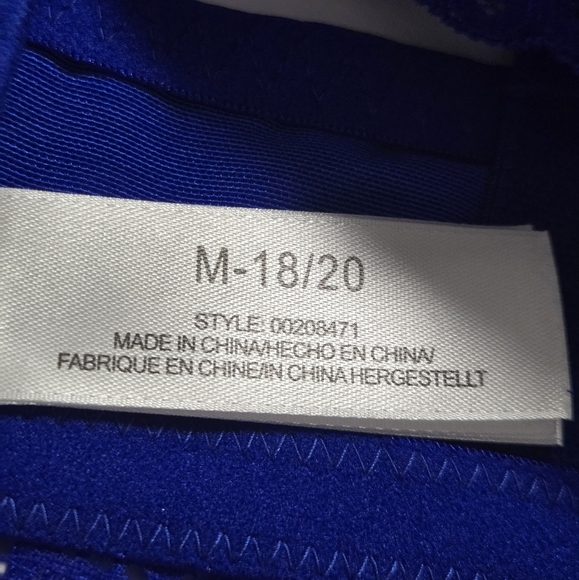 M-18/20
STYLE: 00208471
MADE IN CHINA/HECHO EN CHINA/
FABRIQUE EN CHINE/IN CHINA HERGESTELLT